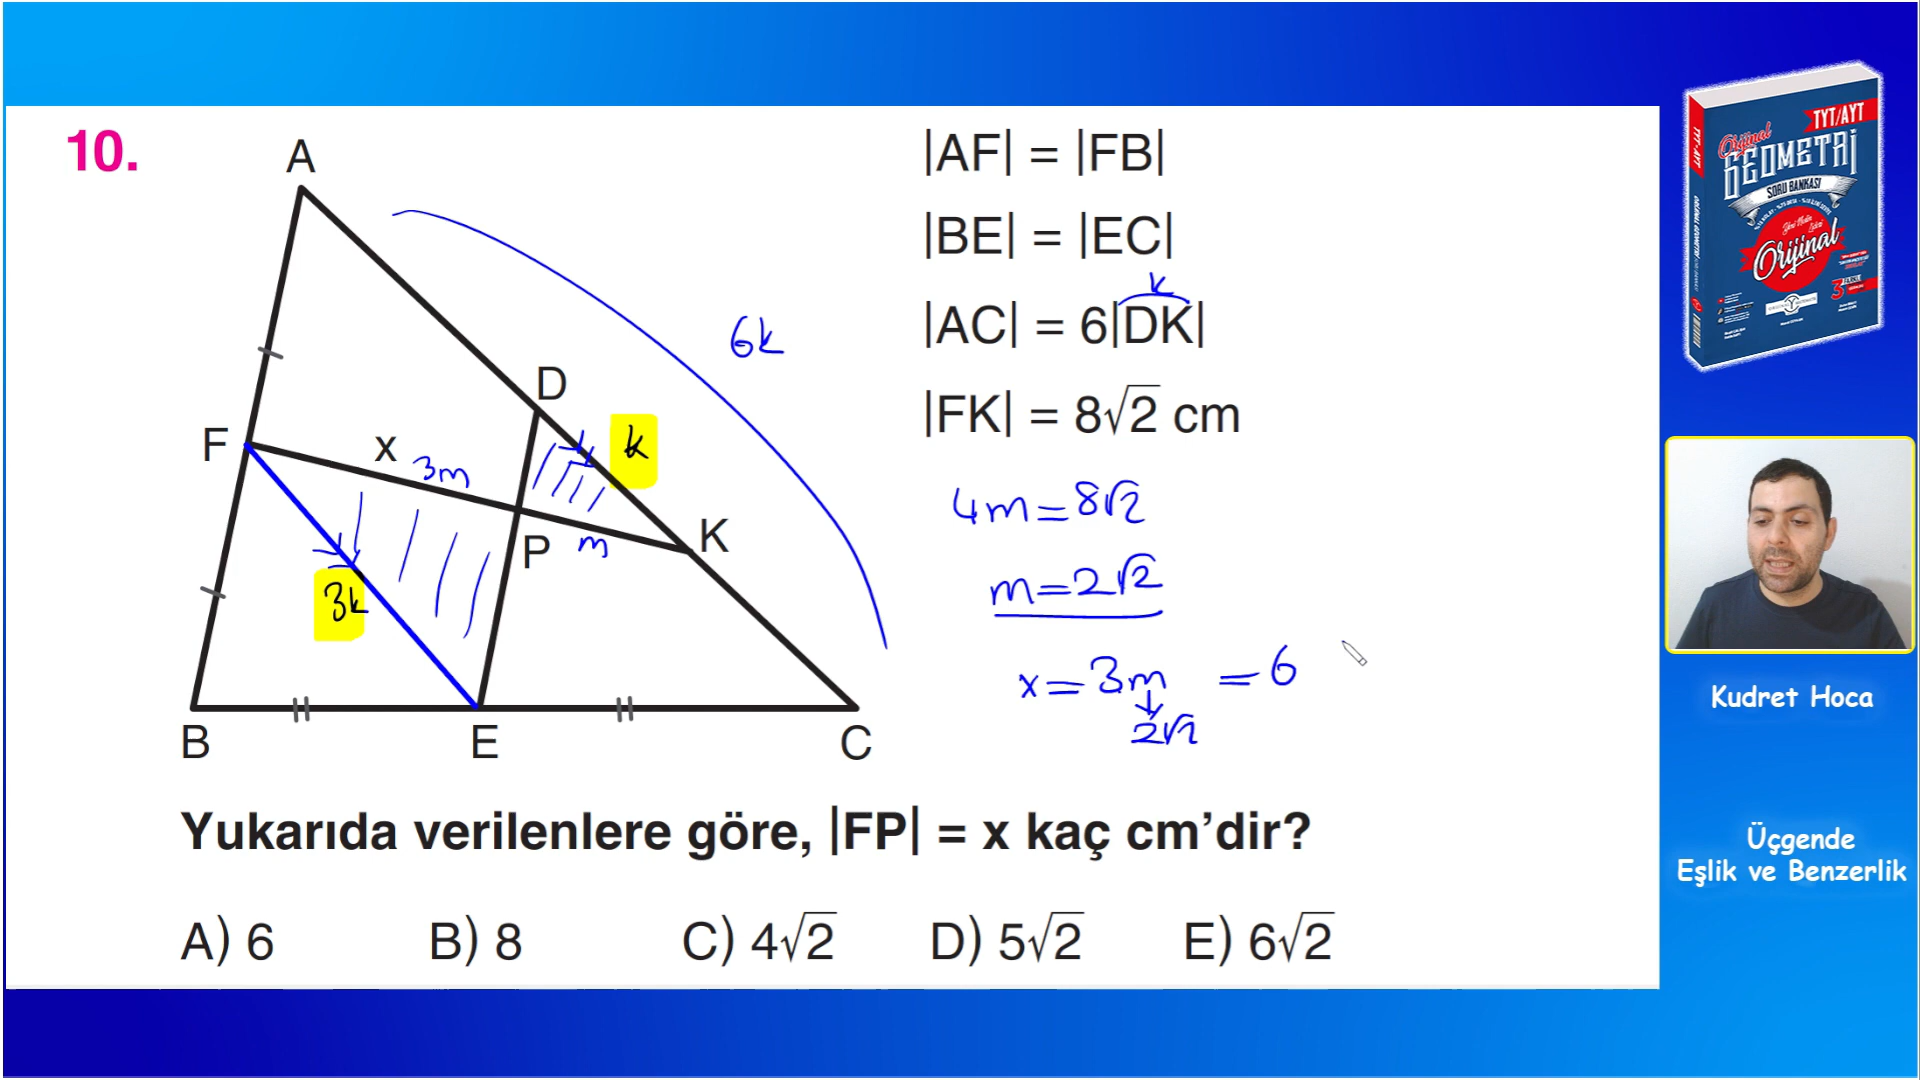 10.
A
|AF| = |FB|
|BE| = |EC|
k
|AC| = 6|DK|
|FK| = 8√2 cm
6k
D
k
F
x
3m
P
m
K
3k
B
E
C
4m=8√2
m=2√2
x=3m =6
2√2
Yukarıda verilenlere göre, |FP| = x kaç cm'dir?
A) 6 B) 8 C) 4√2 D) 5√2 E) 6√2
TYT/AYT
Orijinal
GEOMETRİ
SORU BANKASI
Orijinal
3
Kudret Hoca
Üçgende
Eşlik ve Benzerlik